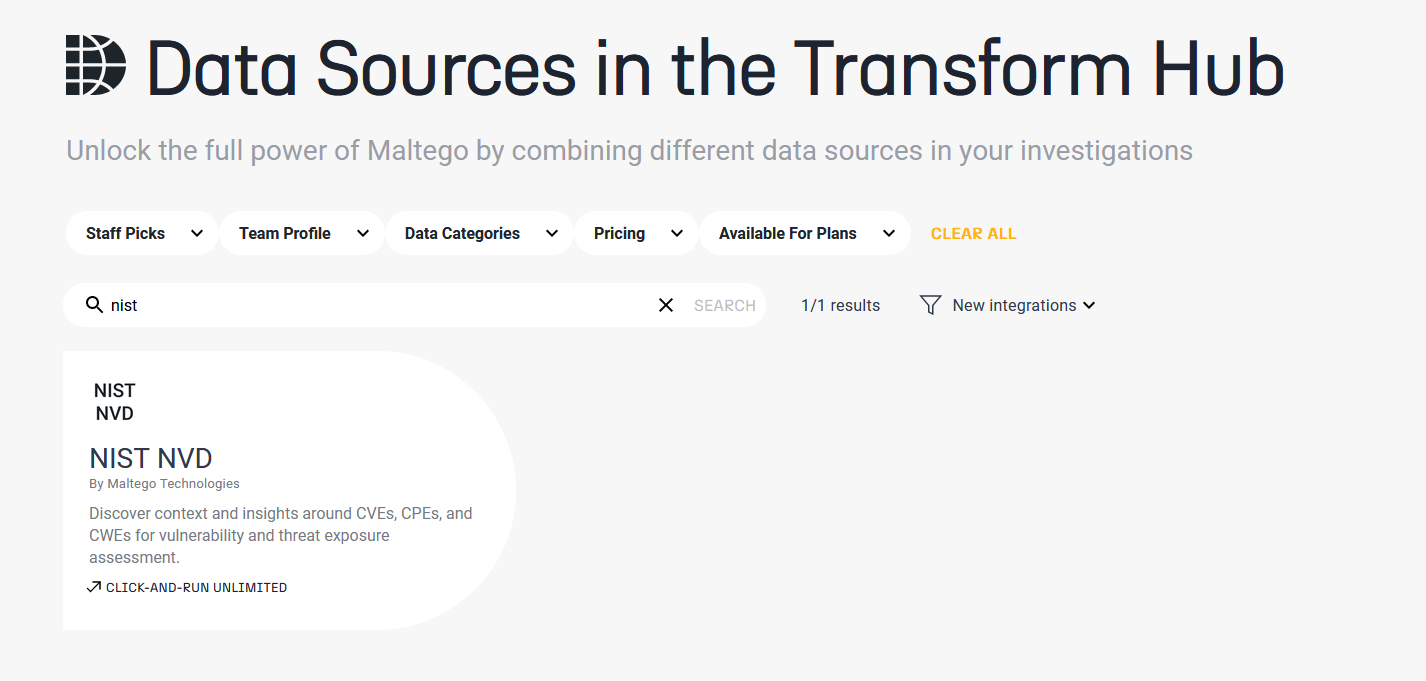 Data Sources in the Transform Hub
Unlock the full power of Maltego by combining different data sources in your investigations
Staff Picks Team Profile Data Categories Pricing Available For Plans CLEAR ALL
nist SEARCH 1/1 results New integrations
NIST
NVD
NIST NVD
By Maltego Technologies
Discover context and insights around CVEs, CPEs, and
CWEs for vulnerability and threat exposure
assessment.
CLICK-AND-RUN UNLIMITED